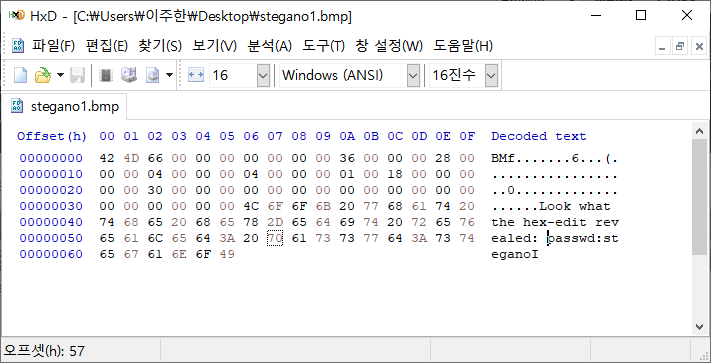 HxD - [C:₩Users₩이주한₩Desktop₩stegano1.bmp]
파일(F) 편집(E) 찾기(S) 보기(V) 분석(A) 도구(T) 창 설정(W) 도움말(H)
16 Windows (ANSI) 16진수
stegano1.bmp
Offset(h) 00 01 02 03 04 05 06 07 08 09 0A 0B 0C 0D 0E 0F Decoded text
00000000 42 4D 66 00 00 00 00 00 00 00 36 00 00 00 28 00 BMf.......6...(.
00000010 00 00 04 00 00 00 04 00 00 00 01 00 18 00 00 00 ................
00000020 00 00 30 00 00 00 00 00 00 00 00 00 00 00 00 00 ..0.............
00000030 00 00 00 00 00 00 4C 6F 6F 6B 20 77 68 61 74 20 ......Look what
00000040 74 68 65 20 68 65 78 2D 65 64 69 74 20 72 65 76 the hex-edit rev
00000050 65 61 6C 65 64 3A 20 70 61 73 73 77 64 3A 73 74 ealed: passwd:st
00000060 65 67 61 6E 6F 49 eganoI
오프셋(h): 57